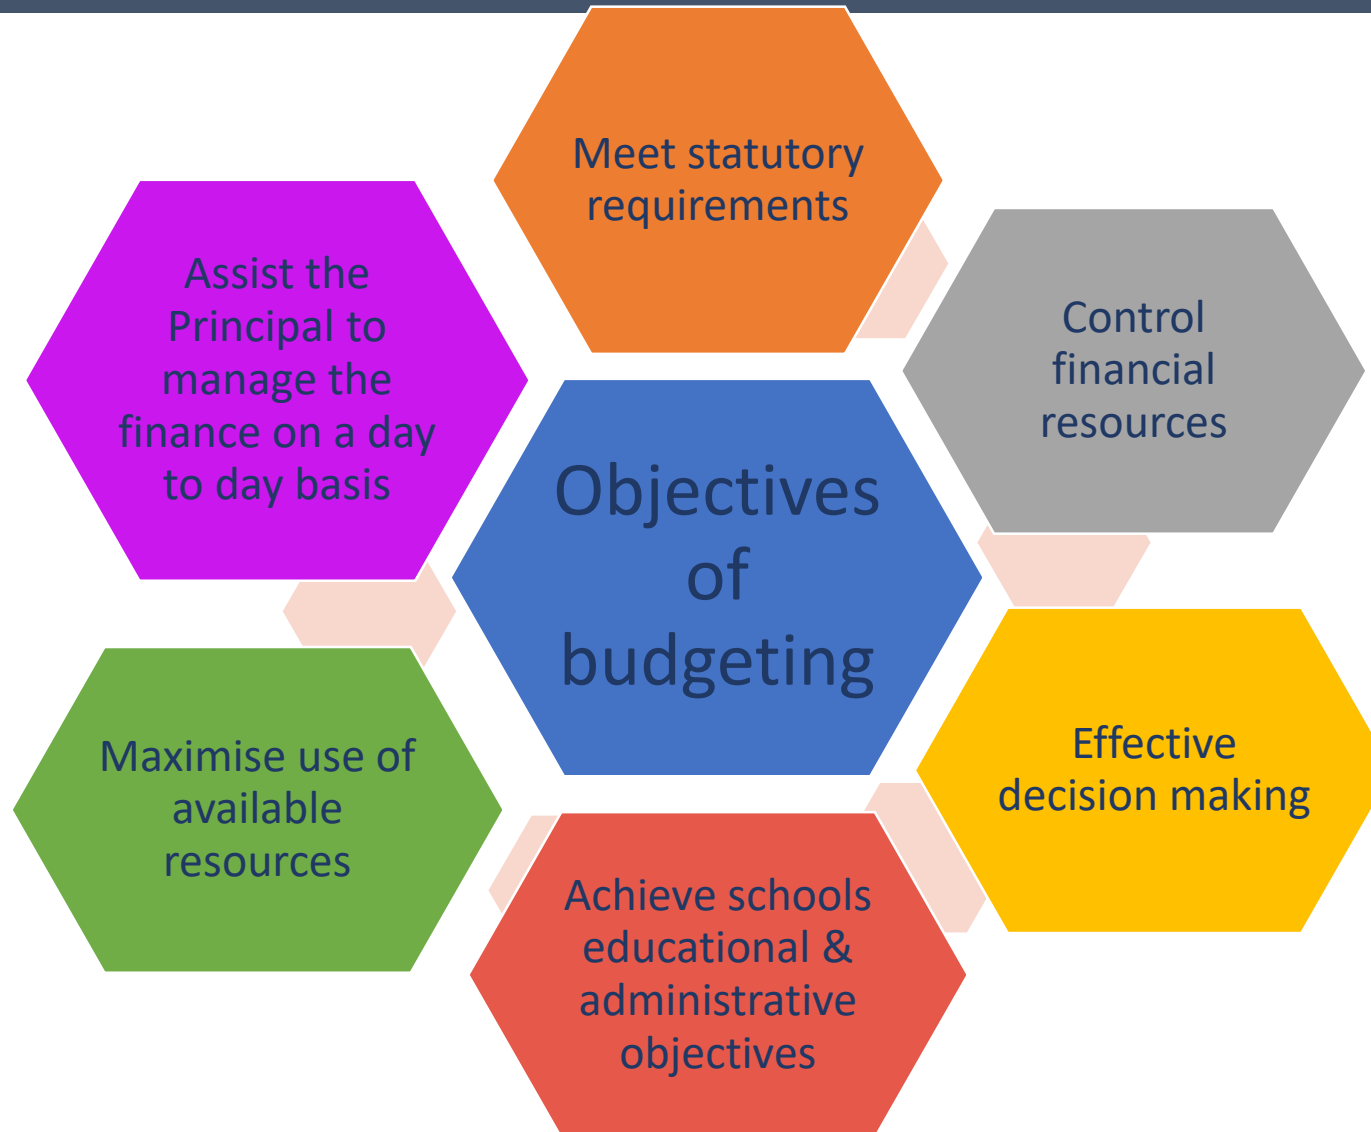 Meet statutory
requirements
Control
financial
resources
Effective
decision making
Achieve schools
educational &
administrative
objectives
Maximise use of
available
resources
Assist the
Principal to
manage the
finance on a day
to day basis
Objectives
of
budgeting